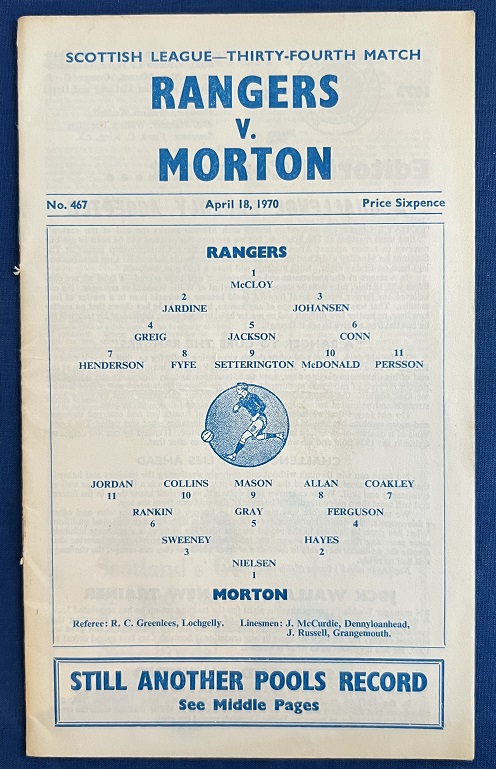 SCOTTISH LEAGUE—THIRTY-FOURTH MATCH
RANGERS
V.
MORTON
No. 467 April 18, 1970 Price Sixpence
RANGERS
1
McCLOY
2 3
JARDINE JOHANSEN
4 5 6
GREIG JACKSON CONN
7 8 9 10 11
HENDERSON FYFE SETTERINGTON McDONALD PERSSON
JORDAN COLLINS MASON ALLAN COAKLEY
11 10 9 8 7
RANKIN GRAY FERGUSON
6 5 4
SWEENEY HAYES
3 2
NIELSEN
1
MORTON
Referee: R. C. Greenlees, Lochgelly. Linesmen: J. McCurdie, Dennyloanhead,
J. Russell, Grangemouth.
STILL ANOTHER POOLS RECORD
See Middle Pages